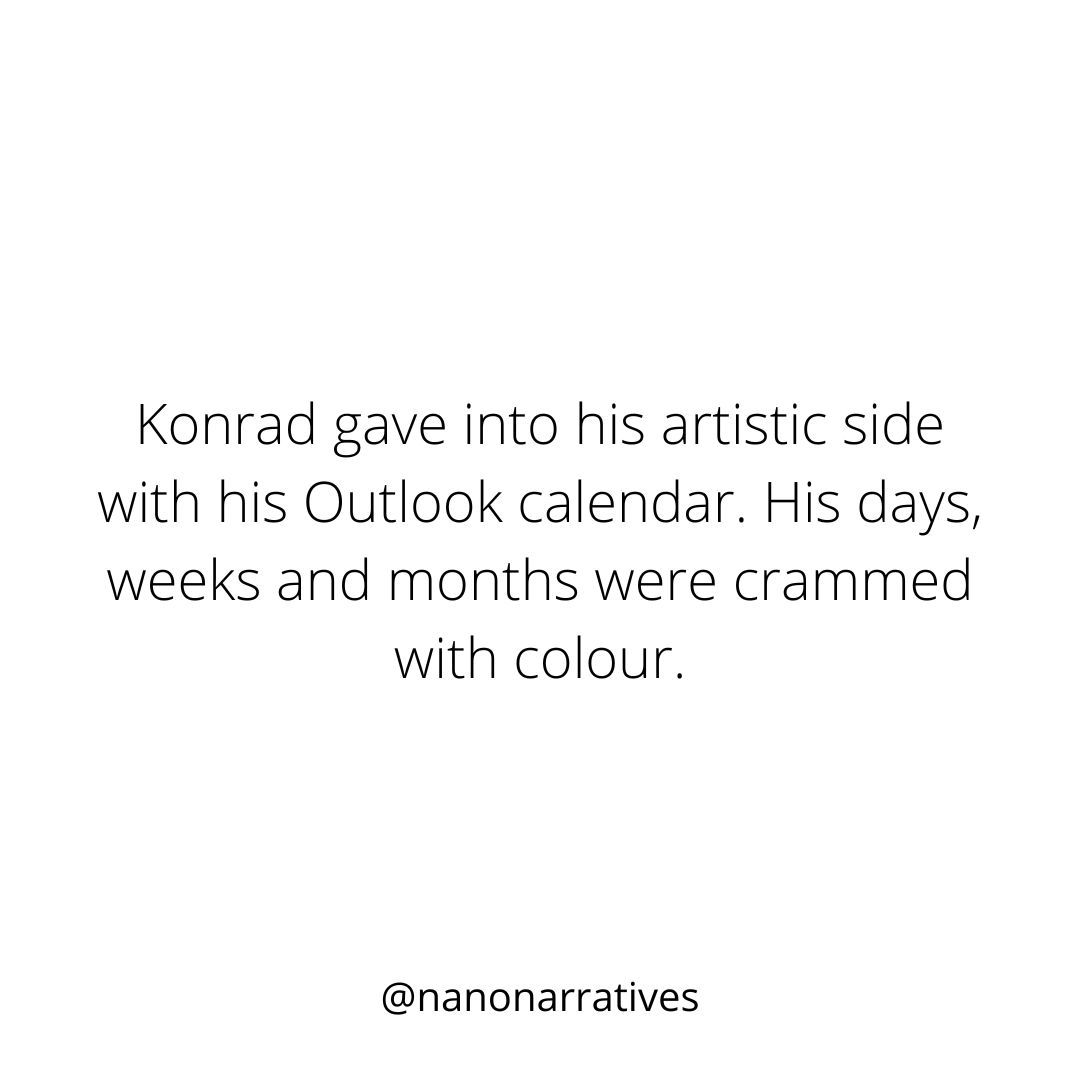 Konrad gave into his artistic side
with his Outlook calendar. His days,
weeks and months were crammed
with colour.
@nanonarratives